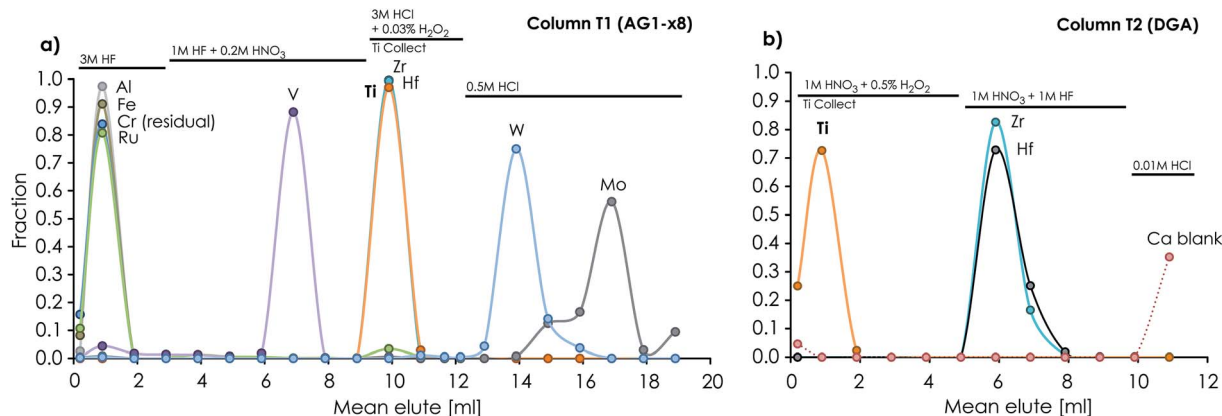 a)
Column T1 (AG1-x8)
3M HF
1M HF + 0.2M HNO₃
3M HCl
+ 0.03% H₂O₂
Ti Collect
0.5M HCl
Al
Fe
Cr (residual)
Ru
V
Ti
Zr
Hf
W
Mo
Fraction
1.0
0.9
0.8
0.7
0.6
0.5
0.4
0.3
0.2
0.1
0.0
0 2 4 6 8 10 12 14 16 18 20
Mean elute [ml]
b)
Column T2 (DGA)
1M HNO₃ + 0.5% H₂O₂
Ti Collect
1M HNO₃ + 1M HF
0.01M HCl
Ti
Zr
Hf
Ca blank
1.0
0.9
0.8
0.7
0.6
0.5
0.4
0.3
0.2
0.1
0.0
0 2 4 6 8 10 12
Mean elute [ml]